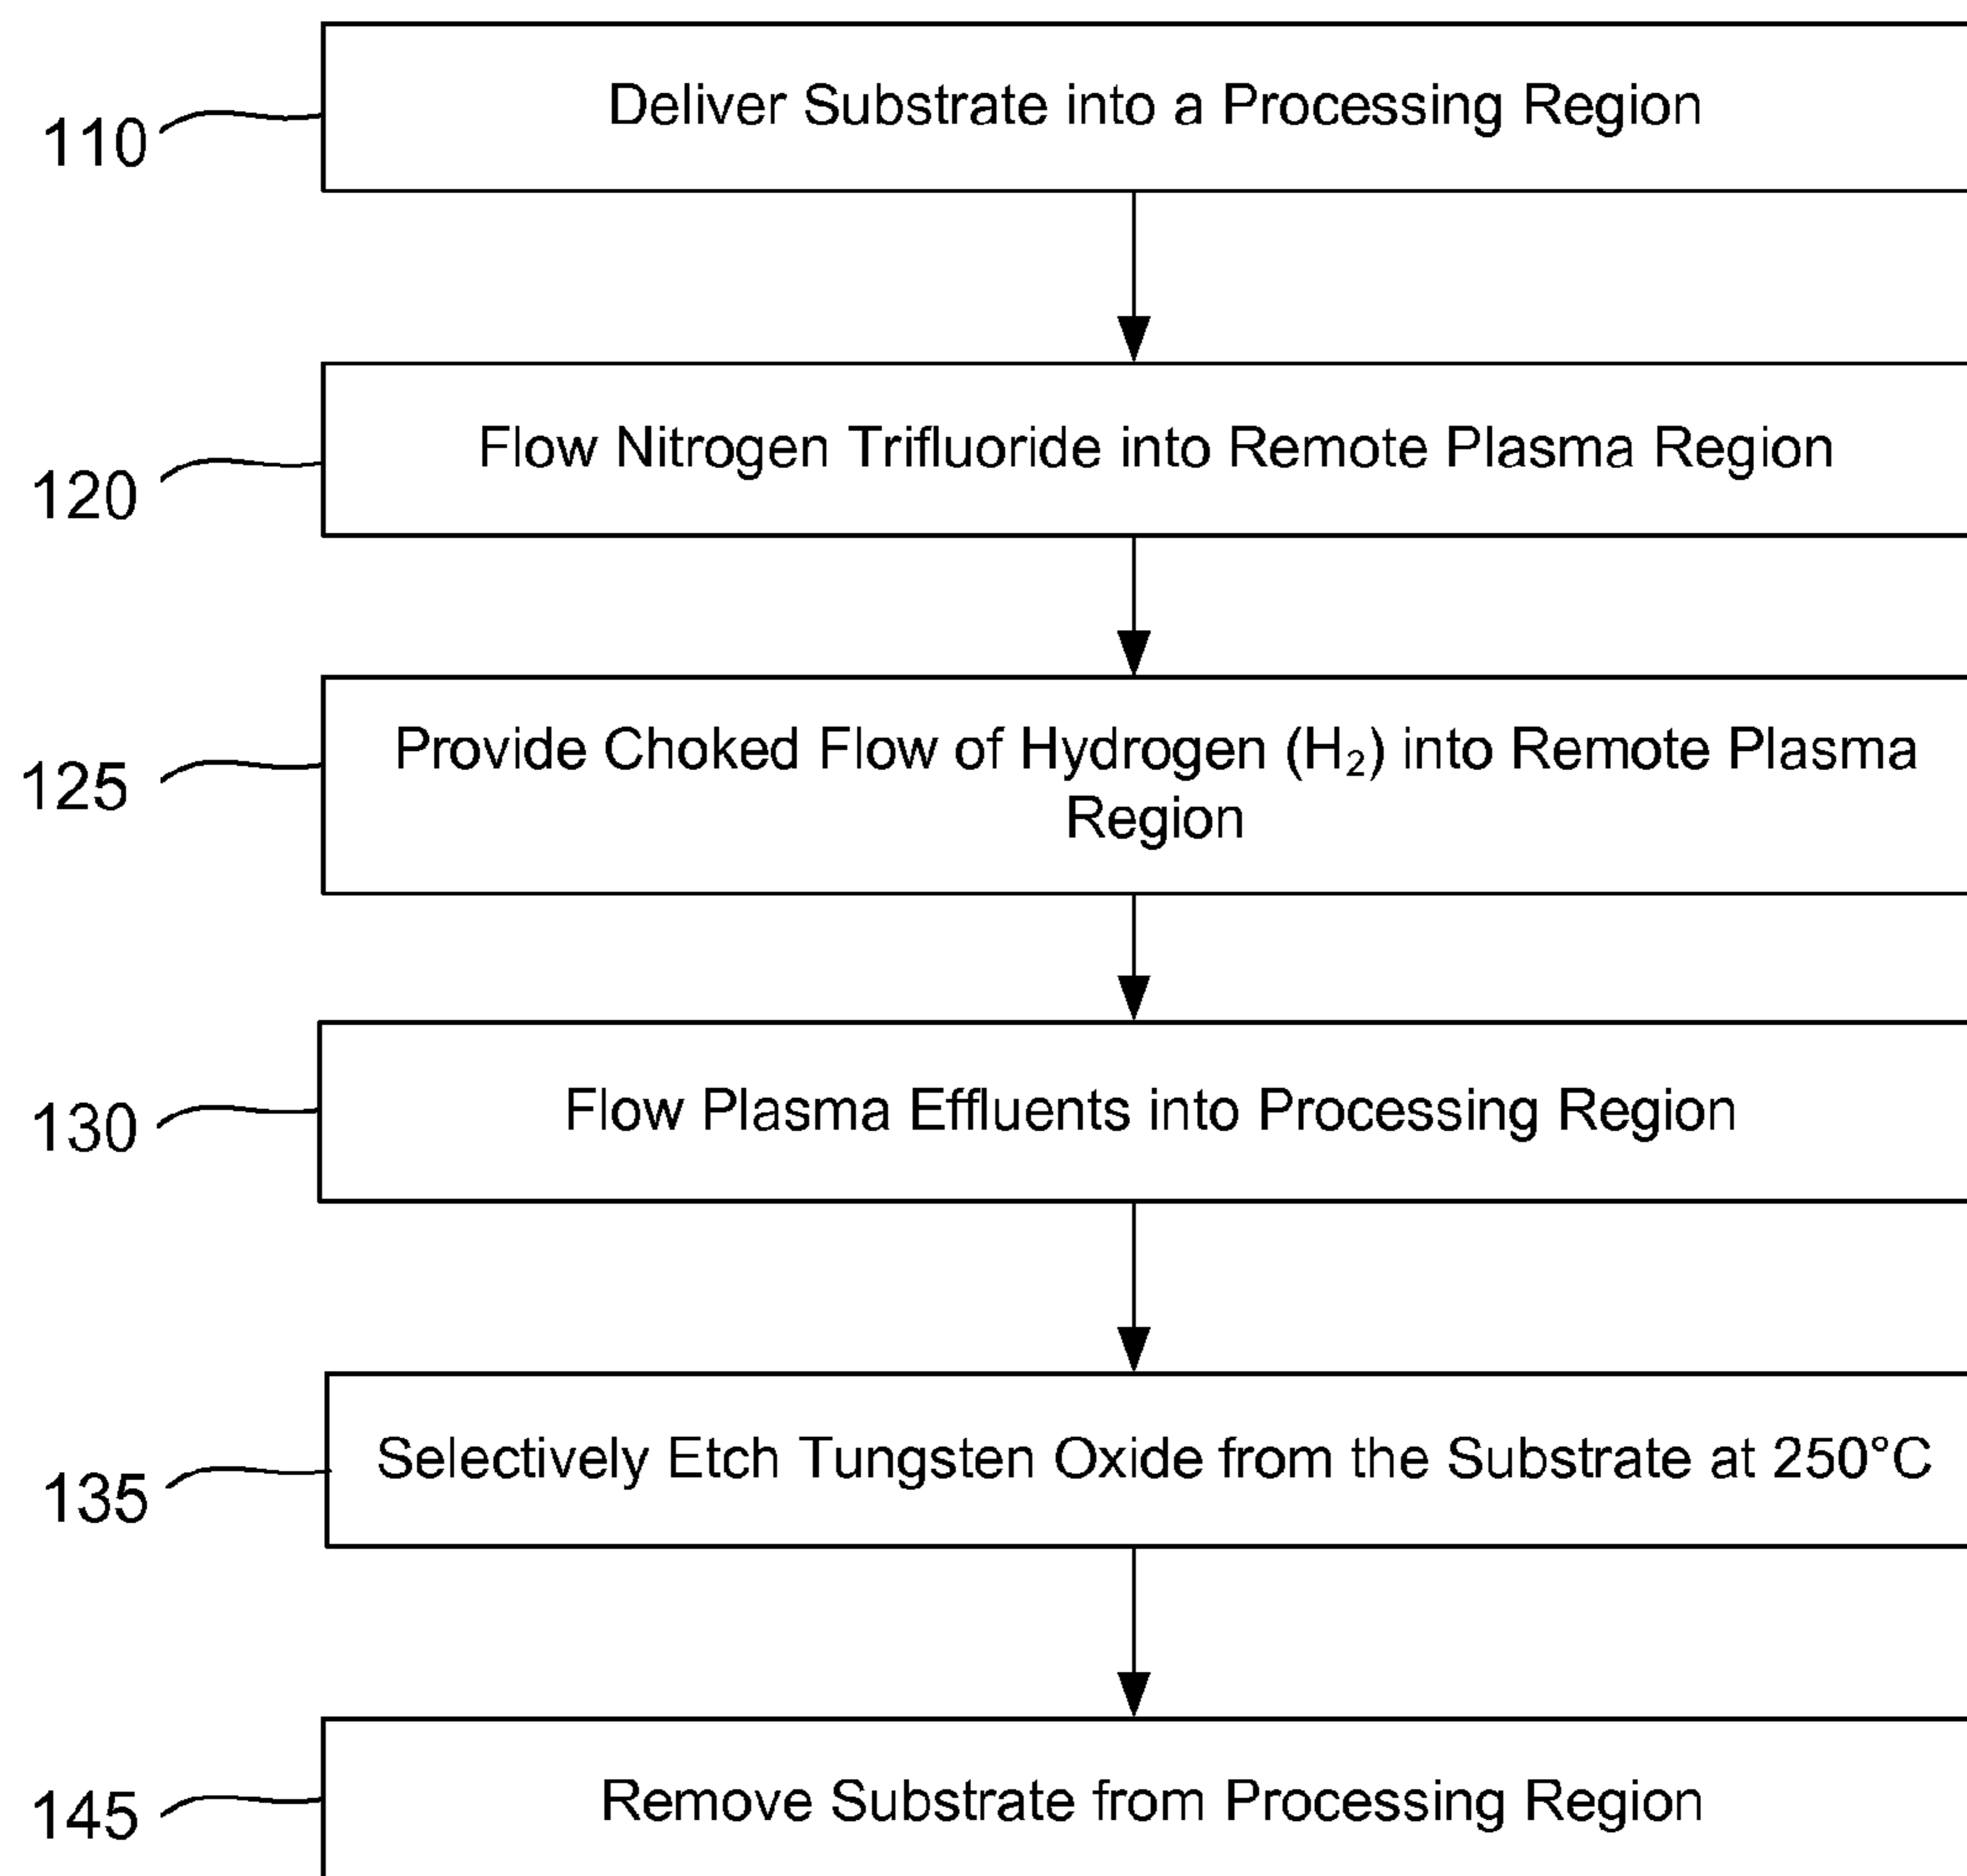 110
Deliver Substrate into a Processing Region
120
Flow Nitrogen Trifluoride into Remote Plasma Region
125
Provide Choked Flow of Hydrogen (H₂) into Remote Plasma
Region
130
Flow Plasma Effluents into Processing Region
135
Selectively Etch Tungsten Oxide from the Substrate at 250°C
145
Remove Substrate from Processing Region